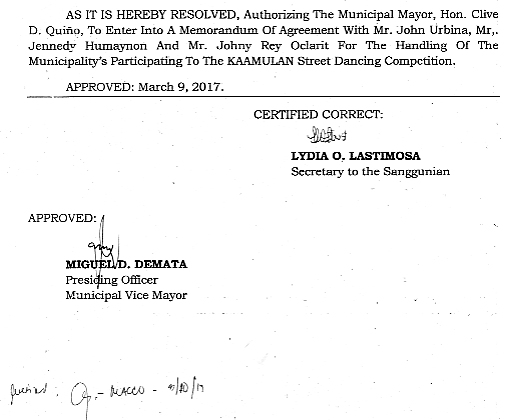 AS IT IS HEREBY RESOLVED, Authorizing The Municipal Mayor, Hon. Clive
D. Quiño, To Enter Into A Memorandum Of Agreement With Mr. John Urbina, Mr,.
Jennedy Humaynon And Mr. Johny Rey Oclarit For The Handling Of The
Municipality's Participating To The KAAMULAN Street Dancing Competition.
APPROVED: March 9, 2017.
CERTIFIED CORRECT:
LYDIA O. LASTIMOSA
Secretary to the Sanggunian
APPROVED:
MIGUEL D. DEMATA
Presiding Officer
Municipal Vice Mayor